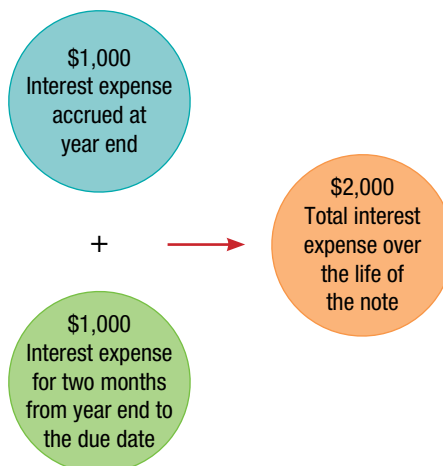 $1,000
Interest expense
accrued at
year end
+
$2,000
Total interest
expense over
the life of
the note
$1,000
Interest expense
for two months
from year end to
the due date